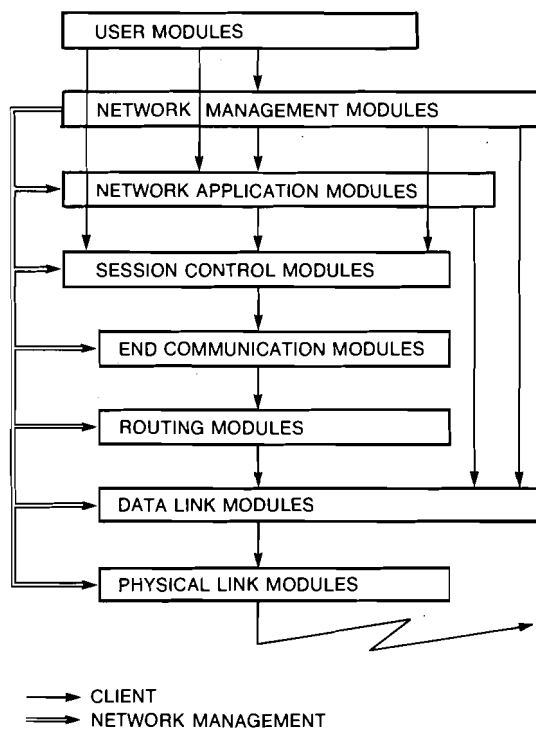 USER MODULES
NETWORK MANAGEMENT MODULES
NETWORK APPLICATION MODULES
SESSION CONTROL MODULES
END COMMUNICATION MODULES
ROUTING MODULES
DATA LINK MODULES
PHYSICAL LINK MODULES
CLIENT
NETWORK MANAGEMENT